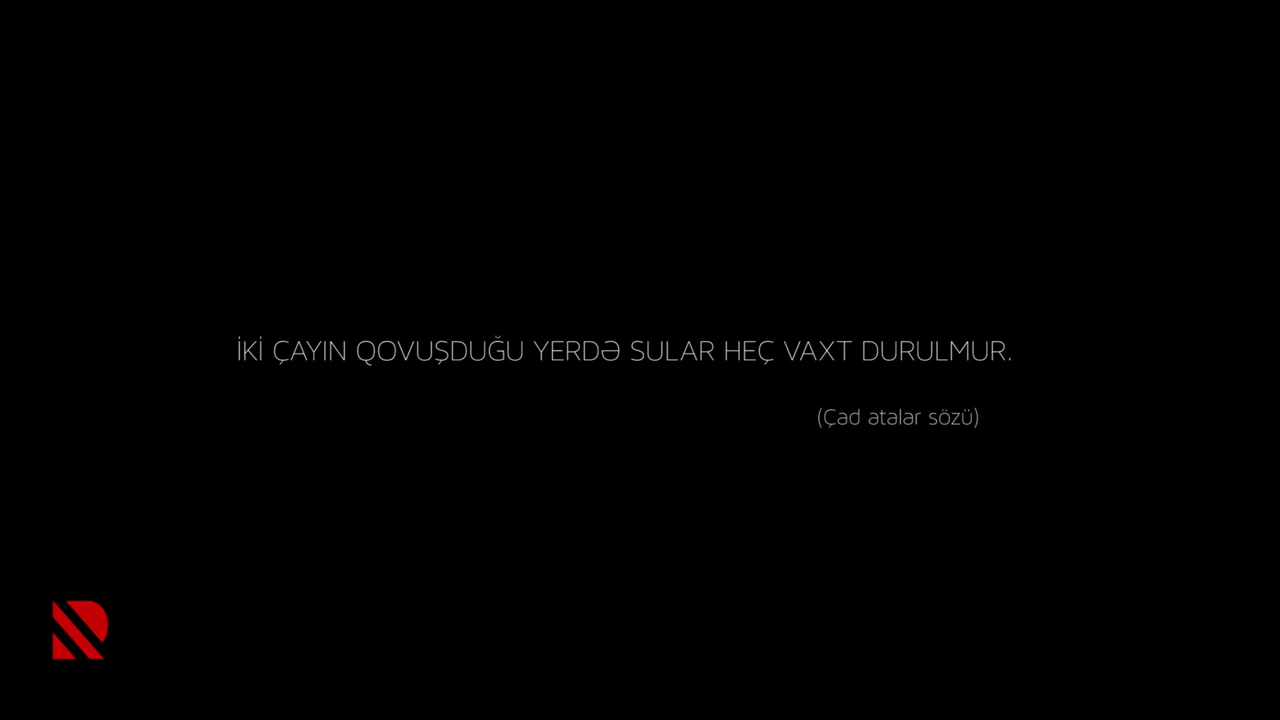 İKİ ÇAYIN QOVUŞDUĞU YERDƏ SULAR HEÇ VAXT DURULMUR.
(Çad atalar sözü)